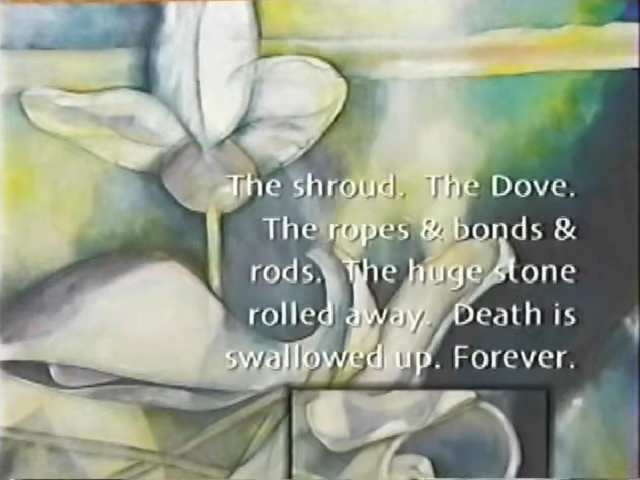 The shroud.  The Dove.
The ropes & bonds &
rods.  The huge stone
rolled away.  Death is
swallowed up. Forever.